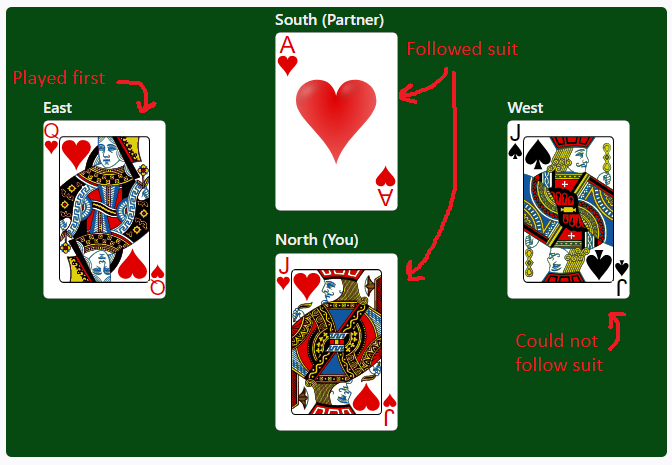 South (Partner)
A
A
Followed suit
Played first
East
Q
Q
West
J
J
North (You)
J
J
Could not
follow suit